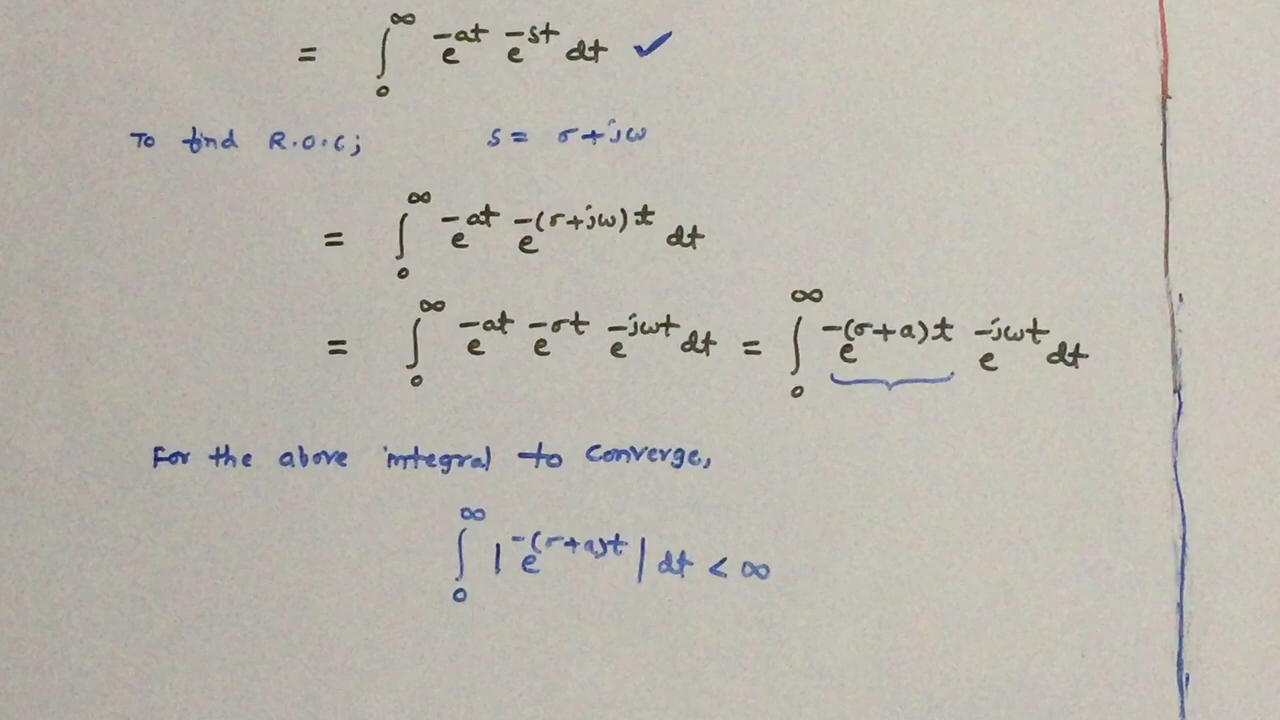 = ∫₀^∞ e^{-at} e^{-st} dt ✓
To find R.O.C; s = σ+jω
= ∫₀^∞ e^{-at} e^{-(σ+jω)t} dt
= ∫₀^∞ e^{-at} e^{-σt} e^{-jωt} dt = ∫₀^∞ e^{-(σ+a)t} e^{-jωt} dt
For the above integral to converge,
∫₀^∞ |e^{-(σ+a)t}| dt < ∞